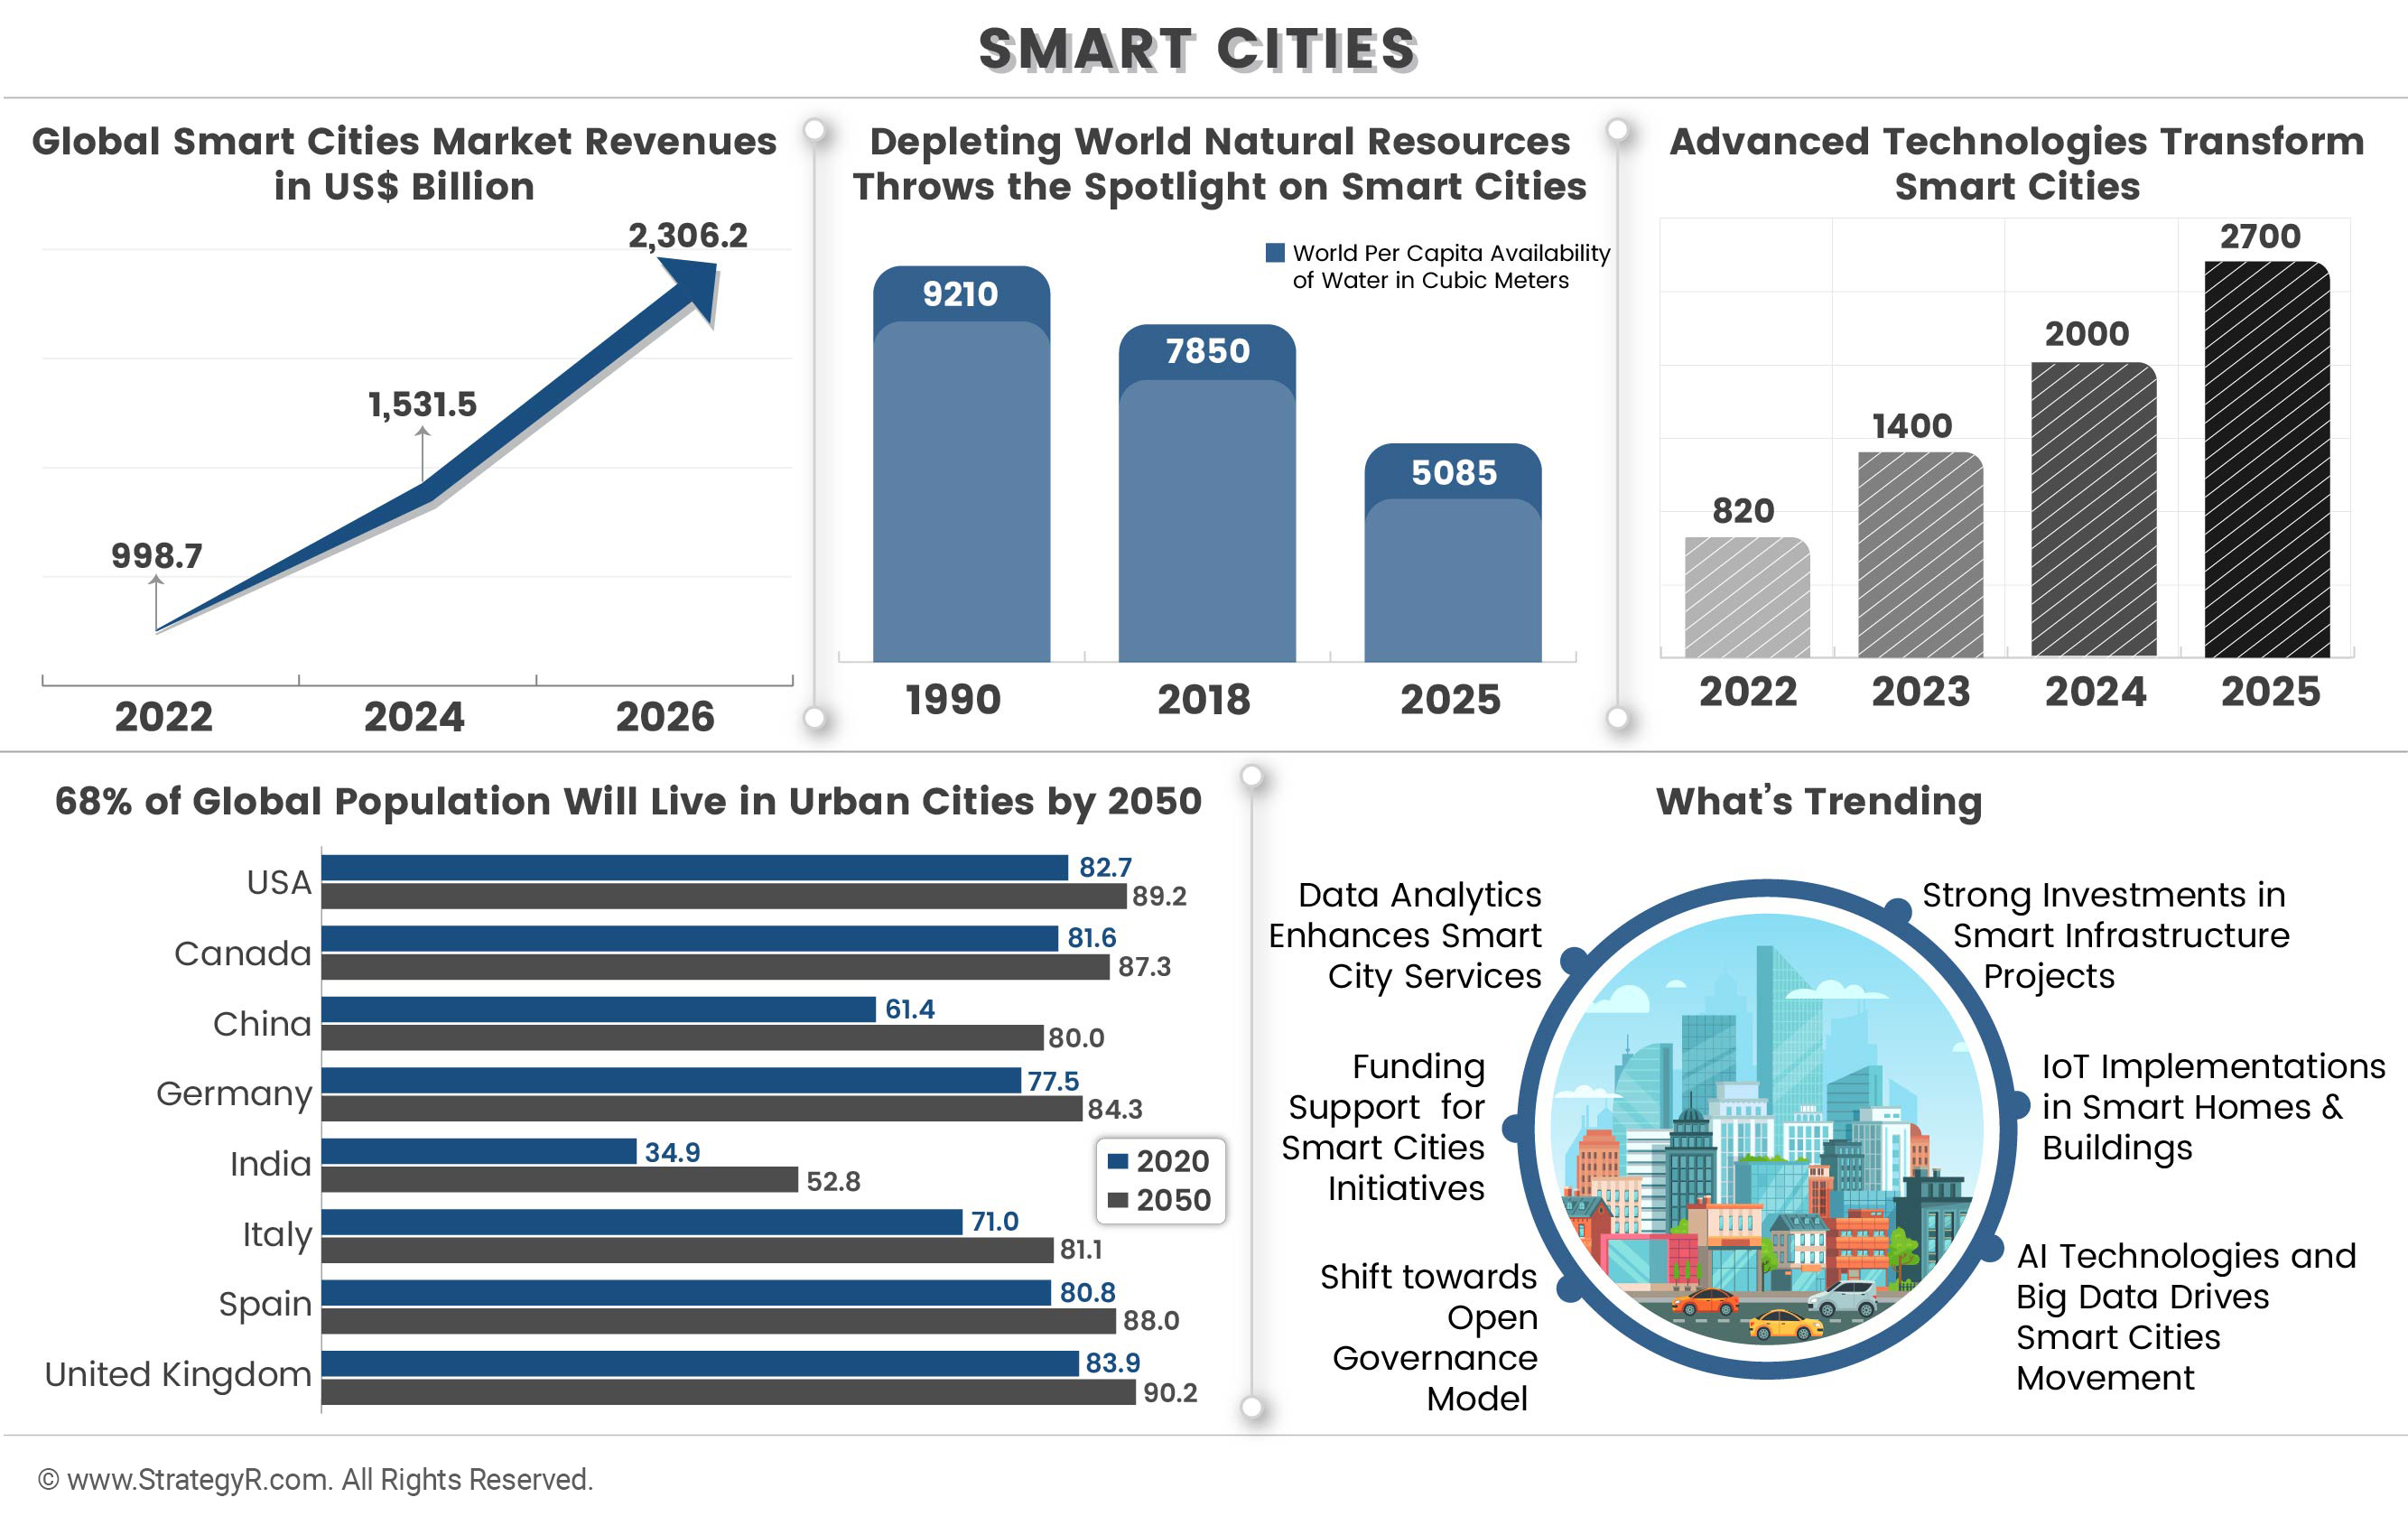 SMART CITIES
Global Smart Cities Market Revenues
in US$ Billion
2,306.2
1,531.5
998.7
2022
2024
2026
Depleting World Natural Resources
Throws the Spotlight on Smart Cities
World Per Capita Availability
of Water in Cubic Meters
9210
7850
5085
1990
2018
2025
Advanced Technologies Transform
Smart Cities
2700
2000
1400
820
2022
2023
2024
2025
68% of Global Population Will Live in Urban Cities by 2050
USA
82.7
89.2
Canada
81.6
87.3
China
61.4
80.0
Germany
77.5
84.3
India
34.9
52.8
Italy
71.0
81.1
Spain
80.8
88.0
United Kingdom
83.9
90.2
2020
2050
What’s Trending
Data Analytics
Enhances Smart
City Services
Funding
Support for
Smart Cities
Initiatives
Shift towards
Open
Governance
Model
Strong Investments in
Smart Infrastructure
Projects
IoT Implementations
in Smart Homes &
Buildings
AI Technologies and
Big Data Drives
Smart Cities
Movement
© www.StrategyR.com. All Rights Reserved.